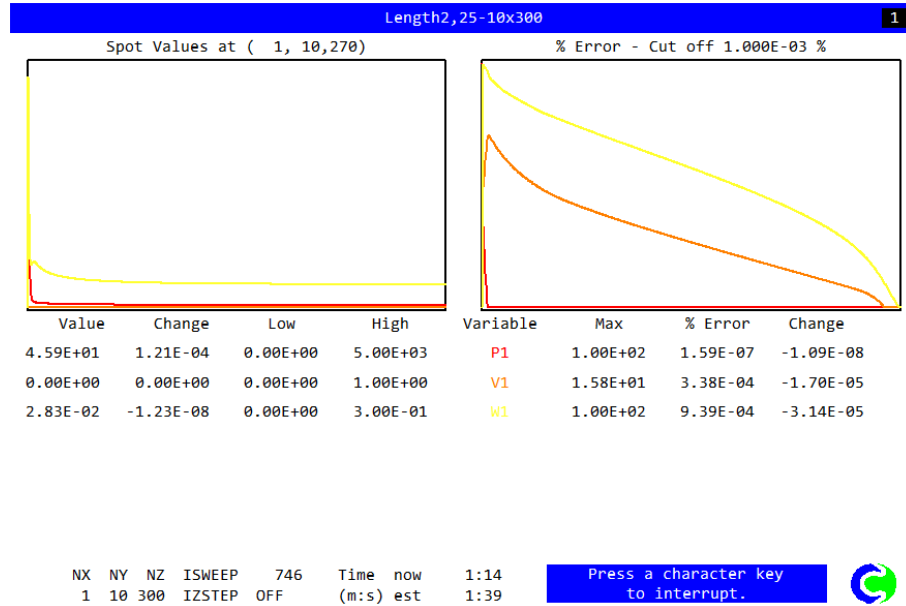 Length2,25-10x300 1
Spot Values at (  1, 10,270) % Error - Cut off 1.000E-03 %
Value Change Low High Variable Max % Error Change
4.59E+01 1.21E-04 0.00E+00 5.00E+03 P1 1.00E+02 1.59E-07 -1.09E-08
0.00E+00 0.00E+00 0.00E+00 1.00E+00 V1 1.58E+01 3.38E-04 -1.70E-05
2.83E-02 -1.23E-08 0.00E+00 3.00E-01 W1 1.00E+02 9.39E-04 -3.14E-05
NX NY NZ ISWEEP 746 Time now 1:14 Press a character key
1 10 300 IZSTEP OFF (m:s) est 1:39 to interrupt.